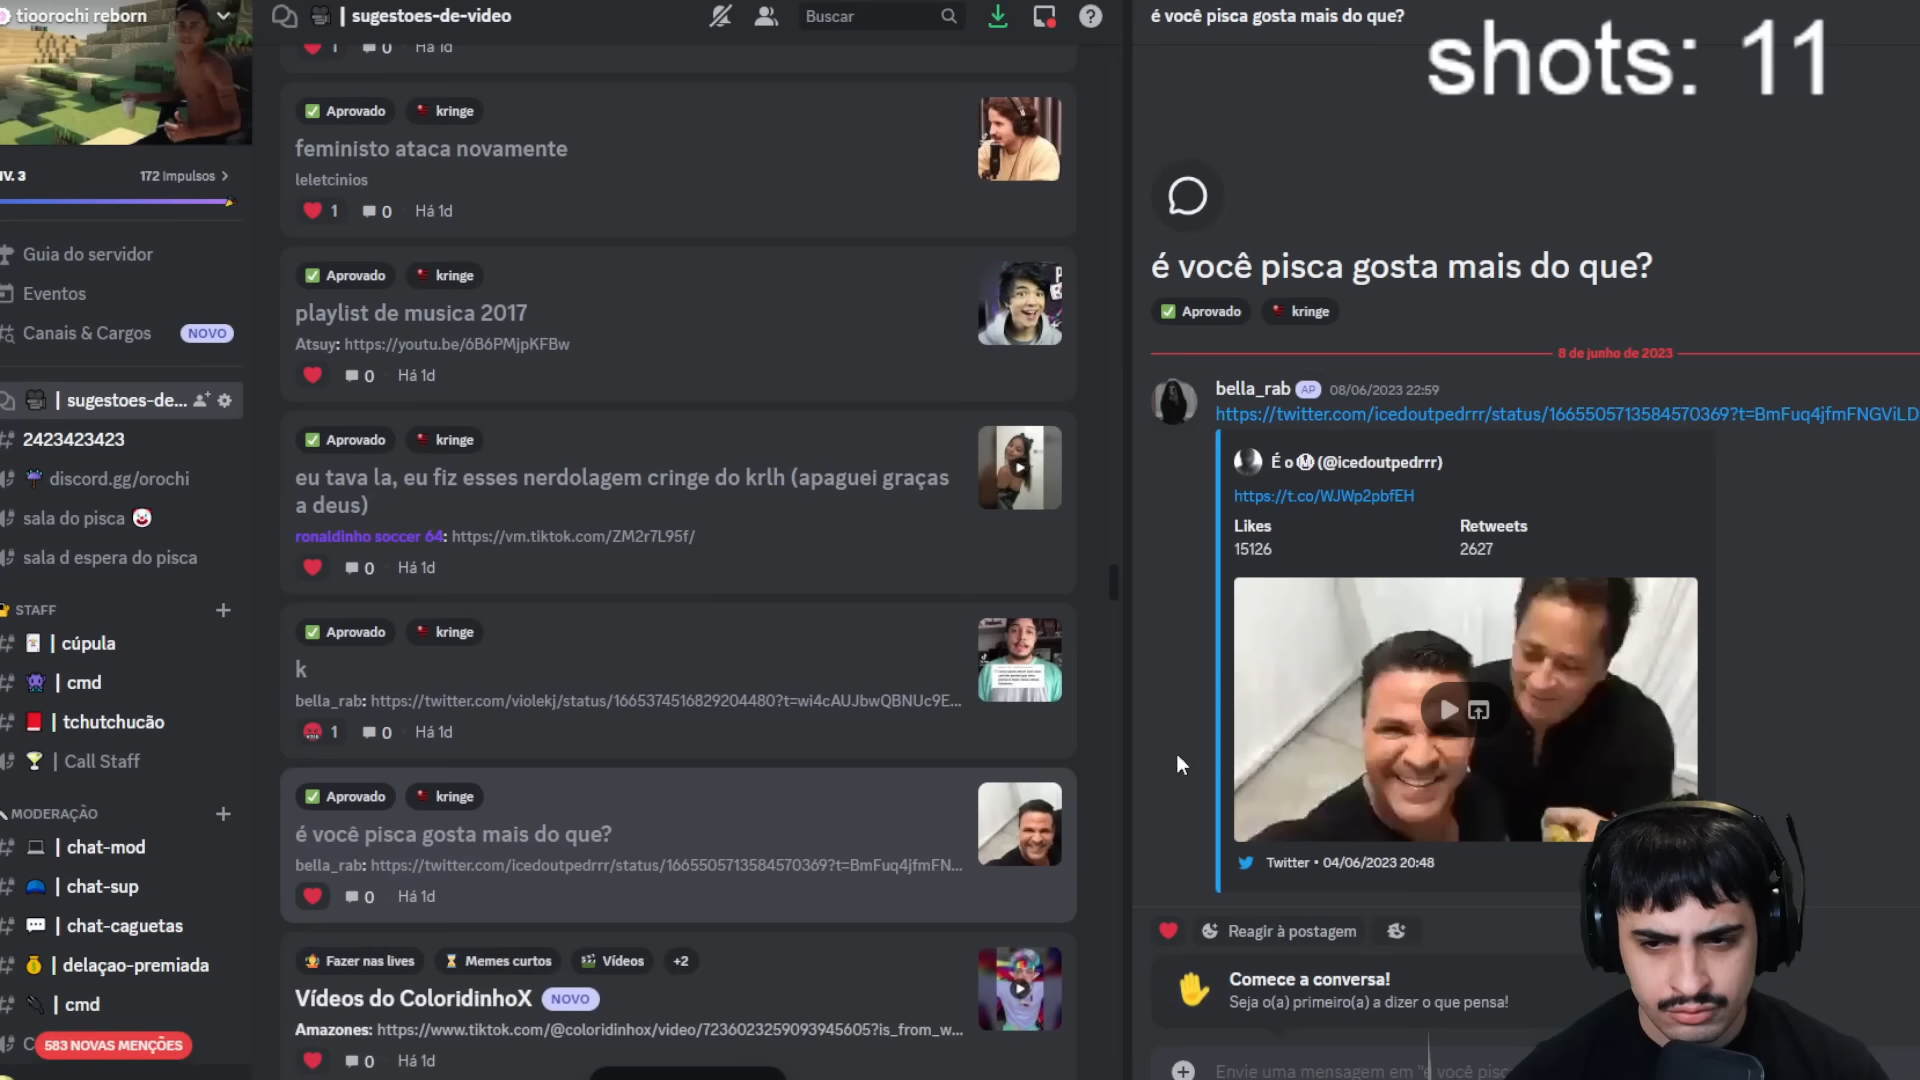 tioorochi reborn
NV. 3
172 Impulsos
Guia do servidor
Eventos
Canais & Cargos
NOVO
| sugestoes-de...
2423423423
discord.gg/orochi
sala do pisca
sala d espera do pisca
STAFF
| cúpula
| cmd
| tchutchucão
| Call Staff
MODERAÇÃO
| chat-mod
| chat-sup
| chat-caguetas
| delaçao-premiada
| cmd
583 NOVAS MENÇÕES
| sugestoes-de-video
Buscar
1
0
Há 1d
Aprovado
kringe
feministo ataca novamente
leletcinios
1
0
Há 1d
Aprovado
kringe
playlist de musica 2017
Atsuy: https://youtu.be/6B6PMjpKFBw
0
Há 1d
Aprovado
kringe
eu tava la, eu fiz esses nerdolagem cringe do krlh (apaguei graças
a deus)
ronaldinho soccer 64: https://vm.tiktok.com/ZM2r7L95f/
0
Há 1d
Aprovado
kringe
k
bella_rab: https://twitter.com/violekj/status/1665374516829204480?t=wi4cAUJbwQBNUc9E...
1
0
Há 1d
Aprovado
kringe
é você pisca gosta mais do que?
bella_rab: https://twitter.com/icedoutpedrrr/status/1665505713584570369?t=BmFuq4jfmFN...
0
Há 1d
Fazer nas lives
Memes curtos
Vídeos
+2
Vídeos do ColoridinhoX
NOVO
Amazones: https://www.tiktok.com/@coloridinhox/video/7236023259093945605?is_from_w...
0
Há 1d
é você pisca gosta mais do que?
shots: 11
é você pisca gosta mais do que?
Aprovado
kringe
8 de junho de 2023
bella_rab
AP
08/06/2023 22:59
https://twitter.com/icedoutpedrrr/status/1665505713584570369?t=BmFuq4jfmFNGViLD
É o Ⓜ (@icedoutpedrrr)
https://t.co/WJWp2pbfEH
Likes
Retweets
15126
2627
Twitter • 04/06/2023 20:48
Reagir à postagem
Comece a conversa!
Seja o(a) primeiro(a) a dizer o que pensa!
Envie uma mensagem em "é você pisc